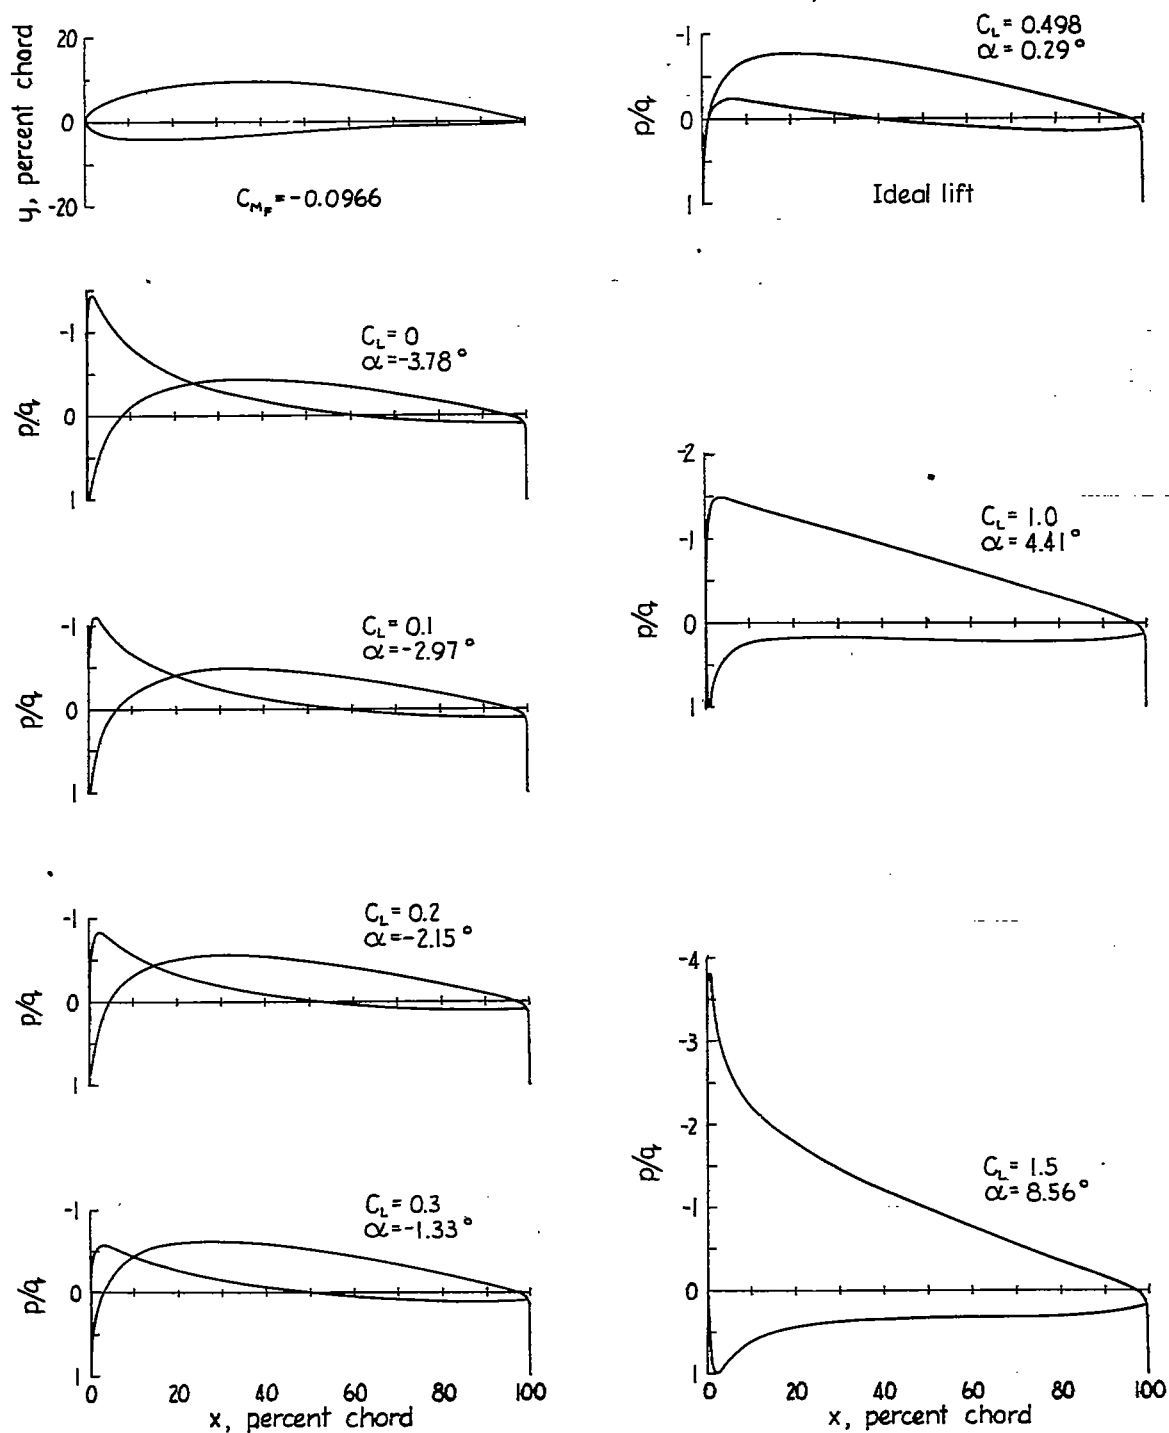 y, percent chord
20
0
-20
C_MF = -0.0966
p/q
-1
0
1
C_L = 0
α = -3.78°
p/q
-1
0
1
C_L = 0.1
α = -2.97°
p/q
-1
0
1
C_L = 0.2
α = -2.15°
p/q
-1
0
1
C_L = 0.3
α = -1.33°
0 20 40 60 80 100
x, percent chord
p/q
-1
0
1
C_L = 0.498
α = 0.29°
Ideal lift
p/q
-2
-1
0
1
C_L = 1.0
α = 4.41°
p/q
-4
-3
-2
-1
0
1
C_L = 1.5
α = 8.56°
0 20 40 60 80 100
x, percent chord